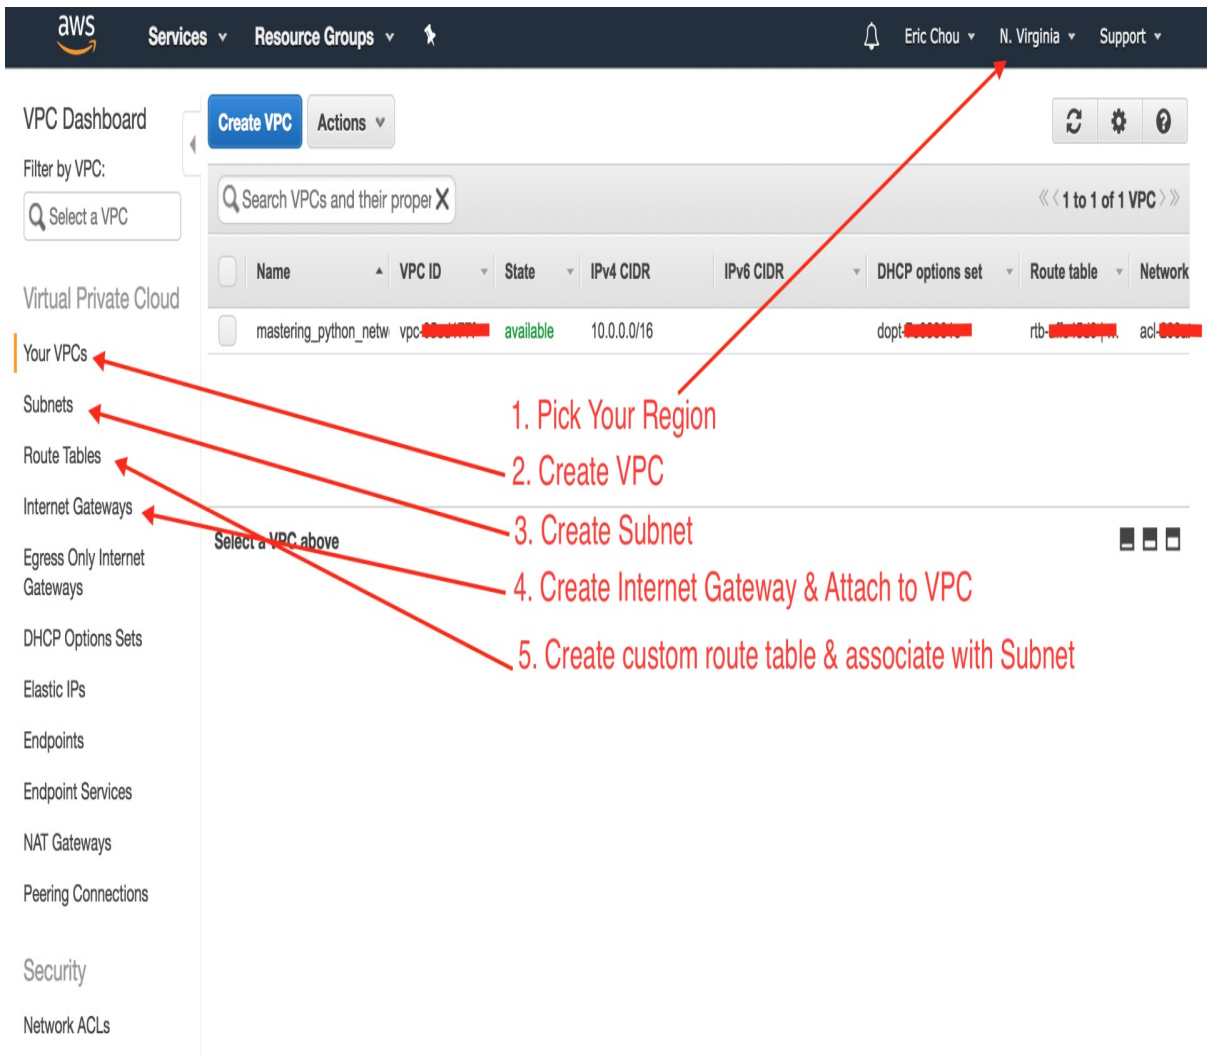 aws Services Resource Groups Eric Chou N. Virginia Support
VPC Dashboard
Filter by VPC:
Select a VPC
Virtual Private Cloud
Your VPCs
Subnets
Route Tables
Internet Gateways
Egress Only Internet
Gateways
DHCP Options Sets
Elastic IPs
Endpoints
Endpoint Services
NAT Gateways
Peering Connections
Security
Network ACLs
Create VPC Actions
Search VPCs and their proper
1 to 1 of 1 VPC
Name VPC ID State IPv4 CIDR IPv6 CIDR DHCP options set Route table Network
mastering_python_netw vpc- available 10.0.0.0/16 dopt- rtb- acl-
1. Pick Your Region
2. Create VPC
3. Create Subnet
Select a VPC above
4. Create Internet Gateway & Attach to VPC
5. Create custom route table & associate with Subnet